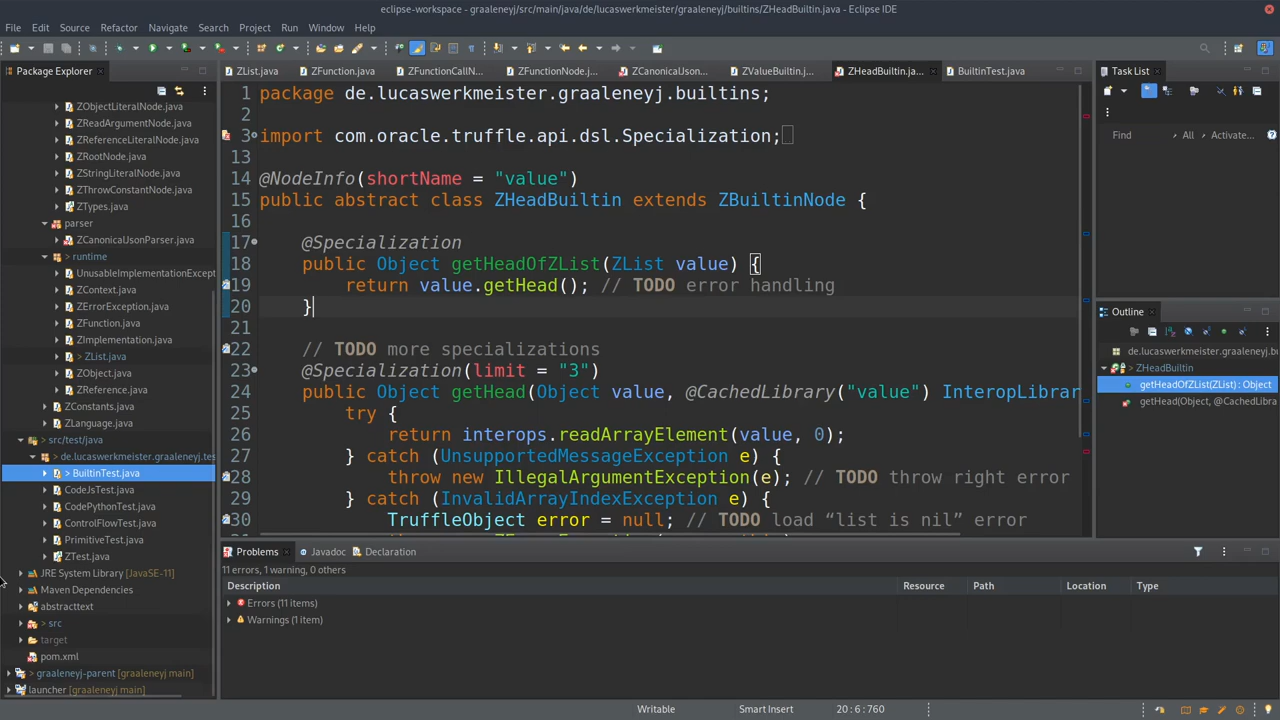 eclipse-workspace - graaleneyj/src/main/java/de/lucaswerkmeister/graaleneyj/builtins/ZHeadBuiltin.java - Eclipse IDE
File Edit Source Refactor Navigate Search Project Run Window Help
Package Explorer
ZObjectLiteralNode.java
ZReadArgumentNode.java
ZReferenceLiteralNode.java
ZRootNode.java
ZStringLiteralNode.java
ZThrowConstantNode.java
ZTypes.java
parser
ZCanonicalJsonParser.java
> runtime
UnusableImplementationExcept
ZContext.java
ZErrorException.java
ZFunction.java
ZImplementation.java
> ZList.java
ZObject.java
ZReference.java
ZConstants.java
ZLanguage.java
> src/test/java
> de.lucaswerkmeister.graaleneyj.te
> BuiltinTest.java
CodeJsTest.java
CodePythonTest.java
ControlFlowTest.java
PrimitiveTest.java
ZTest.java
JRE System Library [JavaSE-11]
Maven Dependencies
abstracttext
> src
target
pom.xml
> graaleneyj-parent [graaleneyj main]
launcher [graaleneyj main]
ZList.java ZFunction.java ZFunctionCallN... ZFunctionNode.j... ZCanonicalJson... ZValueBuiltin.j... ZHeadBuiltin.ja... BuiltinTest.java
1 package de.lucaswerkmeister.graaleneyj.builtins;
2
3 import com.oracle.truffle.api.dsl.Specialization;
13
14 @NodeInfo(shortName = "value")
15 public abstract class ZHeadBuiltin extends ZBuiltinNode {
16
17 @Specialization
18 public Object getHeadOfZList(ZList value) {
19 return value.getHead(); // TODO error handling
20 }
21
22 // TODO more specializations
23 @Specialization(limit = "3")
24 public Object getHead(Object value, @CachedLibrary("value") InteropLibrar
25 try {
26 return interops.readArrayElement(value, 0);
27 } catch (UnsupportedMessageException e) {
28 throw new IllegalArgumentException(e); // TODO throw right error
29 } catch (InvalidArrayIndexException e) {
30 TruffleObject error = null; // TODO load “list is nil” error
Problems Javadoc Declaration
11 errors, 1 warning, 0 others
Description Resource Path Location Type
Errors (11 items)
Warnings (1 item)
Task List
Find All Activate...
Outline
de.lucaswerkmeister.graaleneyj.bu
ZHeadBuiltin
getHeadOfZList(ZList) : Object
getHead(Object, @CachedLibra
Writable Smart Insert 20 : 6 : 760